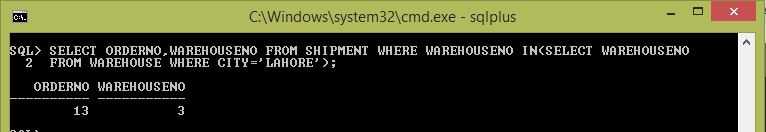 C:\Windows\system32\cmd.exe - sqlplus
SQL> SELECT ORDERNO,WAREHOUSENO FROM SHIPMENT WHERE WAREHOUSENO IN(SELECT WAREHOUSENO
2 FROM WAREHOUSE WHERE CITY='LAHORE');
ORDERNO WAREHOUSENO
---------- -----------
13 3
SQL>